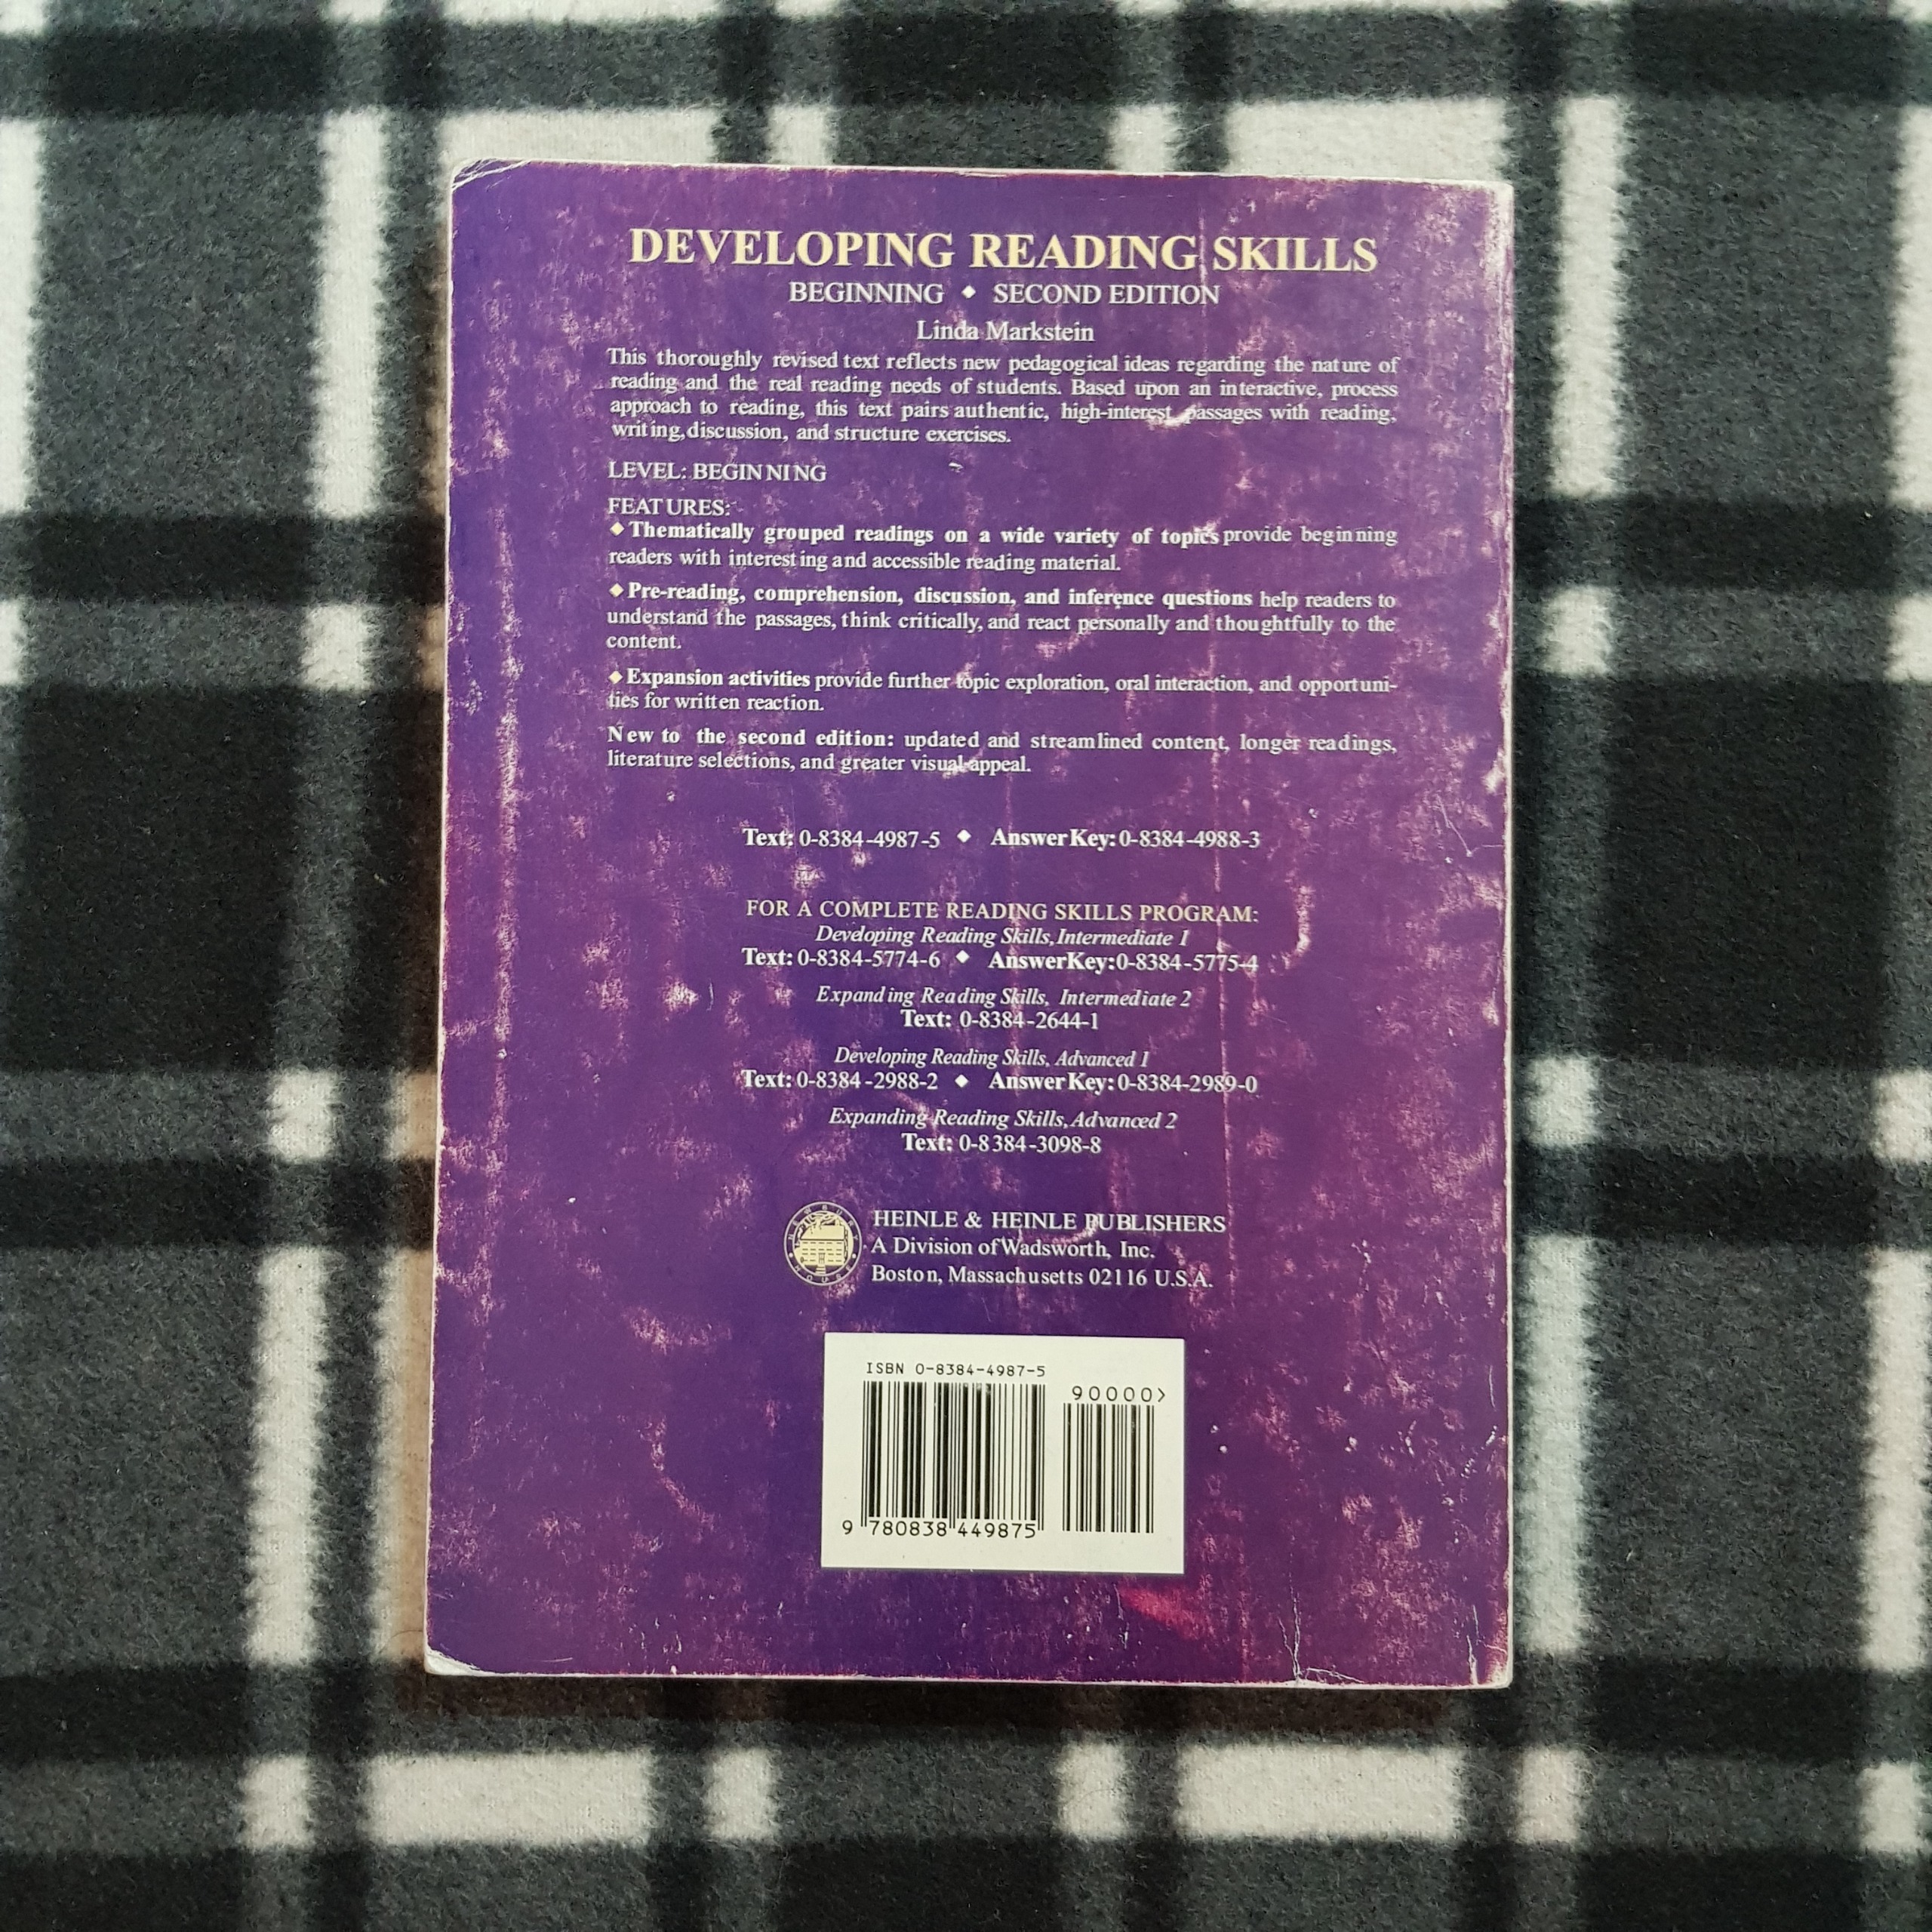 DEVELOPING READING SKILLS
BEGINNING ◆ SECOND EDITION
Linda Markstein
This thoroughly revised text reflects new pedagogical ideas regarding the nature of
reading and the real reading needs of students. Based upon an interactive, process
approach to reading, this text pairs authentic, high-interest passages with reading,
writing, discussion, and structure exercises.
LEVEL: BEGINNING
FEATURES:
◆ Thematically grouped readings on a wide variety of topics provide beginning
readers with interesting and accessible reading material.
◆ Pre-reading, comprehension, discussion, and inference questions help readers to
understand the passages, think critically, and react personally and thoughtfully to the
content.
◆ Expansion activities provide further topic exploration, oral interaction, and opportuni-
ties for written reaction.
New to the second edition: updated and streamlined content, longer readings,
literature selections, and greater visual appeal.
Text: 0-8384-4987-5 ◆ Answer Key: 0-8384-4988-3
FOR A COMPLETE READING SKILLS PROGRAM:
Developing Reading Skills, Intermediate 1
Text: 0-8384-5774-6 ◆ Answer Key: 0-8384-5775-4
Expanding Reading Skills, Intermediate 2
Text: 0-8384-2644-1
Developing Reading Skills, Advanced 1
Text: 0-8384-2988-2 ◆ Answer Key: 0-8384-2989-0
Expanding Reading Skills, Advanced 2
Text: 0-8384-3098-8
NEWBURY HOUSE
HEINLE & HEINLE PUBLISHERS
A Division of Wadsworth, Inc.
Boston, Massachusetts 02116 U.S.A.
ISBN 0-8384-4987-5
90000>
9 780838 449875